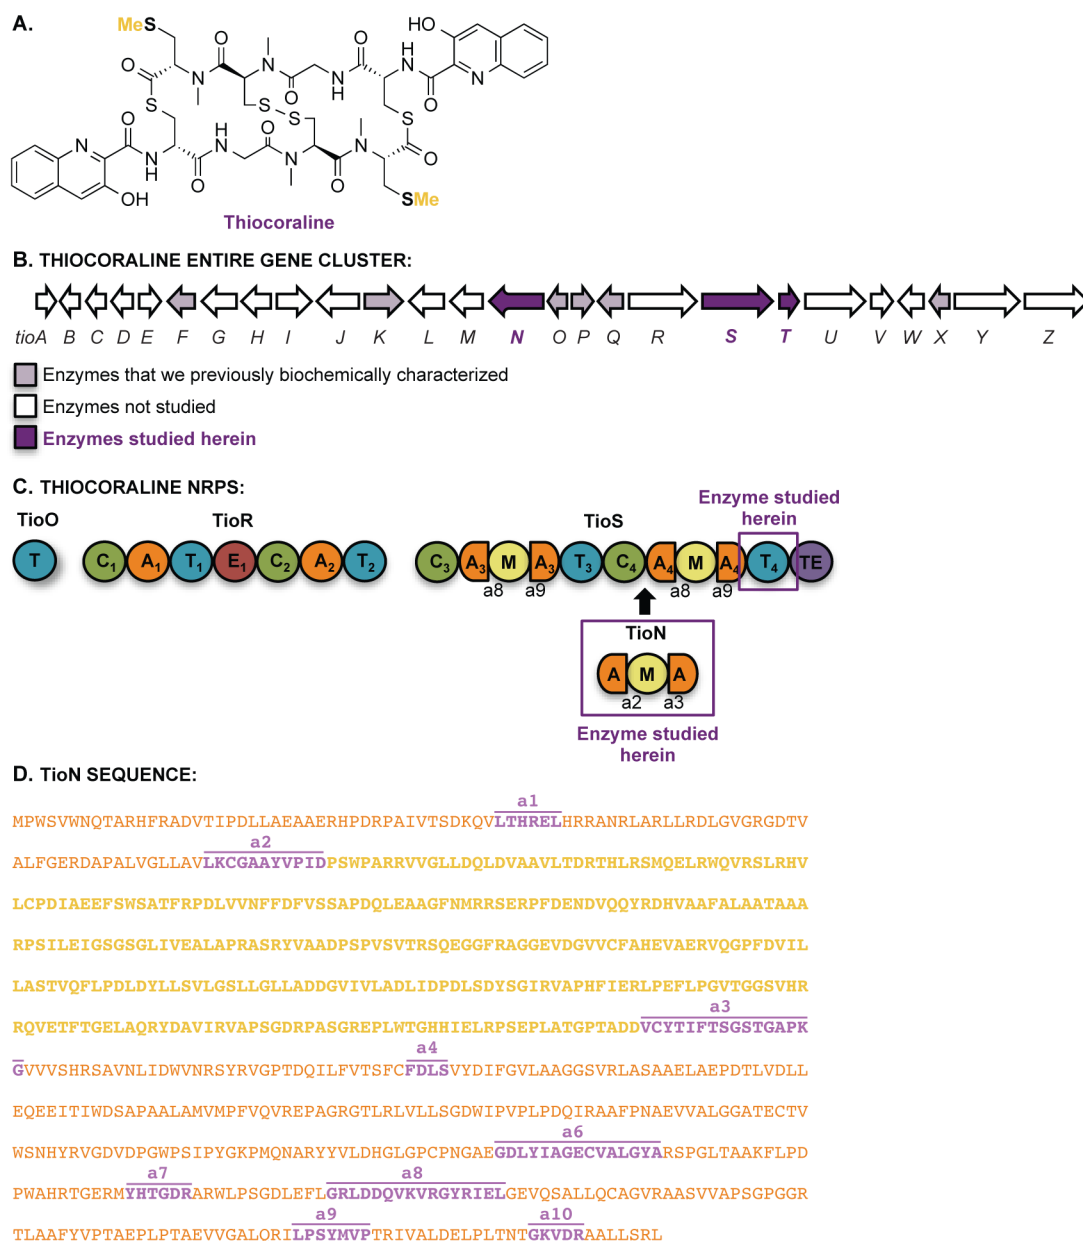 A.
MeS
HO
O
O
N
N
O
O
N
H
O
H
N
O
N
S
O
S
S
S
O
N
O
N
H
O
H
N
O
O
N
O
N
O
OH
SMe
Thiocoraline
B. THIOCORALINE ENTIRE GENE CLUSTER:
tioA B C D E F G H I J K L M N O P Q R S T U V W X Y Z
Enzymes that we previously biochemically characterized
Enzymes not studied
Enzymes studied herein
C. THIOCORALINE NRPS:
Enzyme studied
herein
TioO TioR TioS
T C1 A1 T1 E1 C2 A2 T2 C3 A3 M A3 T3 C4 A4 M A4 T4 TE
a8 a9 a8 a9
TioN
A M A
a2 a3
Enzyme studied
herein
D. TioN SEQUENCE:
a1
MPWSVWNQTARHFRADVTIPDLLAEAAERHPDRPAIVTSDKQVLTHRELHRRANRLARLLRDLGVGRGDTV
a2
ALFGERDAPALVGLLAVLKCGAAYVPIDPSWPARRVVGLLDQLDVAAVLTDRTHLRSMQELRWQVRSLRHV
LCPDIAEEFSWSATFRPDLVVNFFDFVSSAPDQLEAAGFNMRRSERPFDENDVQQYRDHVAAFALAATAAA
RPSILEIGSGSGLIVEALAPRASRYVAADPSPVSVTRSQEGGFRAGGEVDGVVCFAHEVAERVQGPFDVIL
LASTVQFLPDLDYLLSVLGSLLGLLADDGVIVLADLIDPDLSDYSGIRVAPHFIERLPEFLPGVTGGSVHR
a3
RQVETFTGELAQRYDAVIRVAPSGDRPASGREPLWTGHHIELRPSEPLATGPTADDVCYTIFTSGSTGAPK
a4
GVVVSHRSAVNLIDWVNRSYRVGPTDQILFVTSFCFDLSVYDIFGVLAAGGSVRLASAAELAEPDTLVDLL
EQEEITIWDSAPAALAMVMPFVQVREPAGRGTLRLVLLSGDWIPVPLPDQIRAAFPNAEVVALGGATECTV
a6
WSNHYRVGDVDPGWPSIPYGKPMQNARYYVLDHGLGPCPNGAEGDLYIAGECVALGYARSPGLTAAKFLPD
a7 a8
PWAHRTGERMYHTGDRARWLPSGDLEFLGRLDDQVKVRGYRIELGEVQSALLQCAGVRAASVVAPSGPGGR
a9 a10
TLAAFYVPTAEPLPTAEVVGALQRILPSYMVPTRIVALDELPLTNTGKVDRAALLSRL